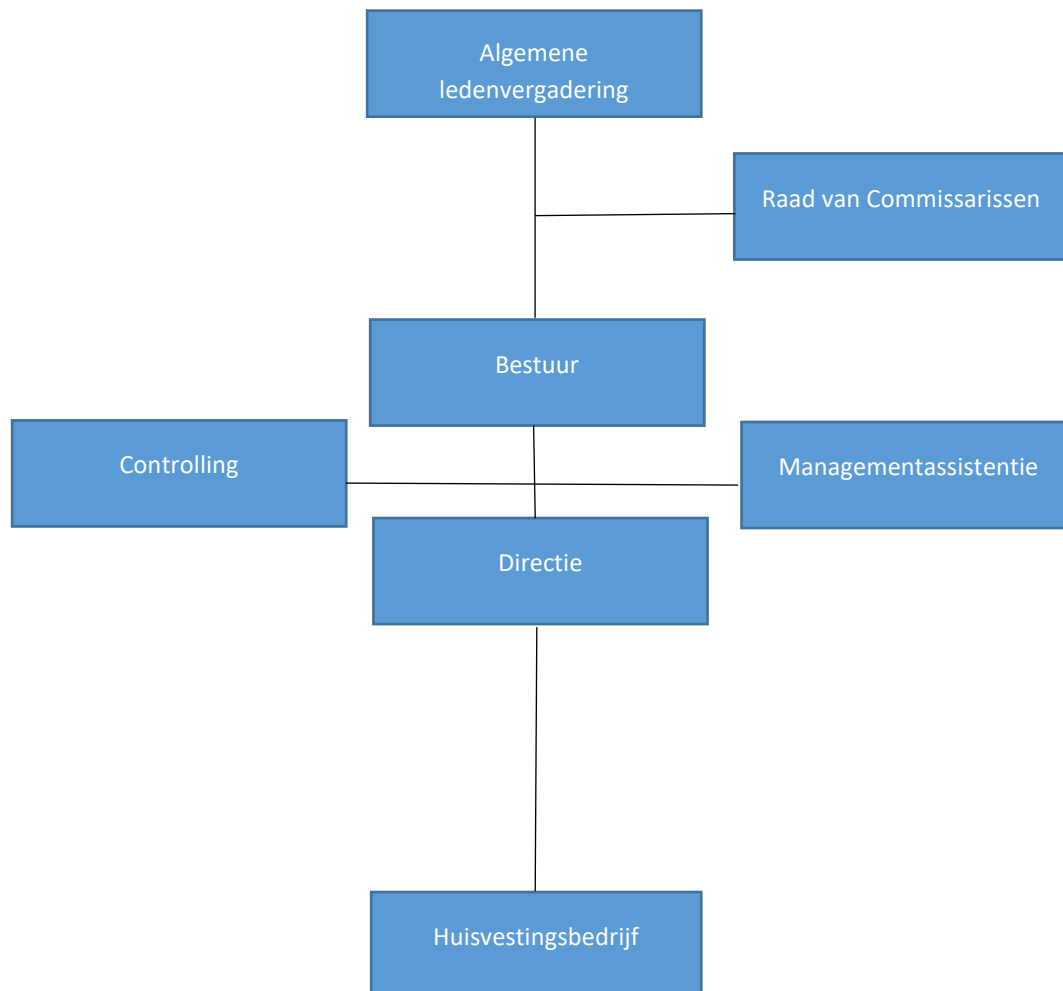 Algemene
ledenvergadering
Raad van Commissarissen
Bestuur
Controlling
Managementassistentie
Directie
Huisvestingsbedrijf